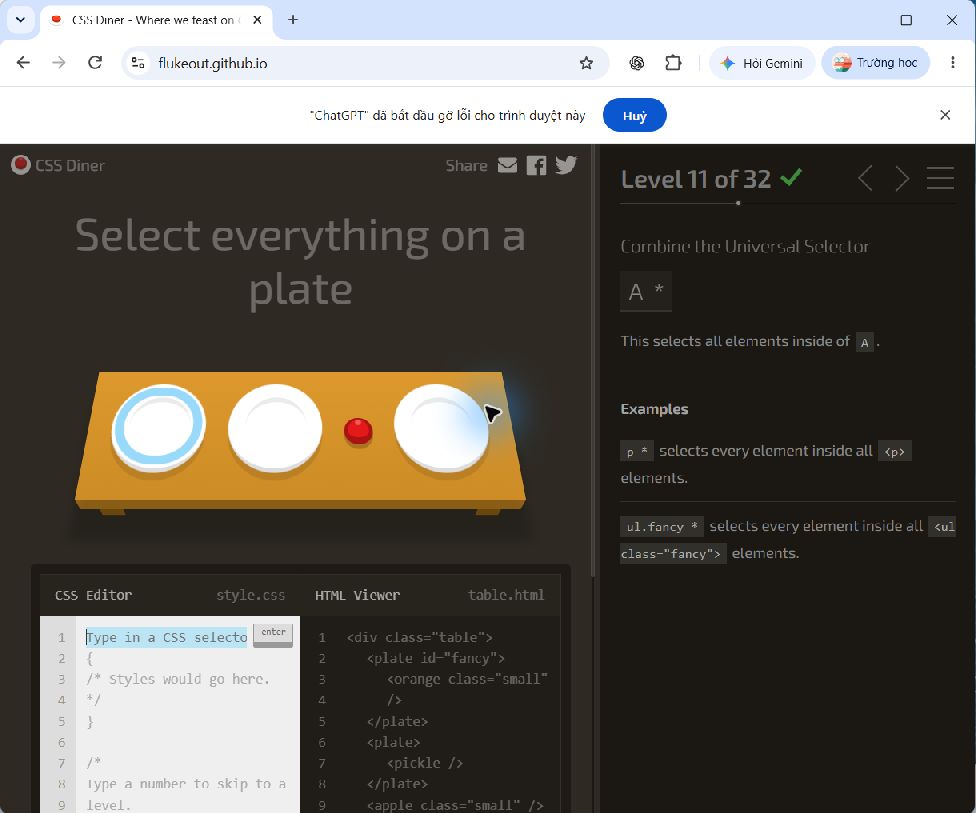 CSS Diner - Where we feast on
flukeout.github.io
Hỏi Gemini
Trường học
"ChatGPT" đã bắt đầu gỡ lỗi cho trình duyệt này
Huỷ
CSS Diner
Share
Select everything on a
plate
CSS Editor
style.css
HTML Viewer
table.html
1 Type in a CSS selecto
enter
2 {
3 /* Styles would go here.
4 */
5 }
6
7 /*
8 Type a number to skip to a
9 level.
1 <div class="table">
2 <plate id="fancy">
3 <orange class="small"
4 />
5 </plate>
6 <plate>
7 <pickle />
8 </plate>
9 <apple class="small" />
Level 11 of 32
Combine the Universal Selector
A *
This selects all elements inside of A .
Examples
p * selects every element inside all <p>
elements.
ul.fancy * selects every element inside all <ul
class="fancy"> elements.